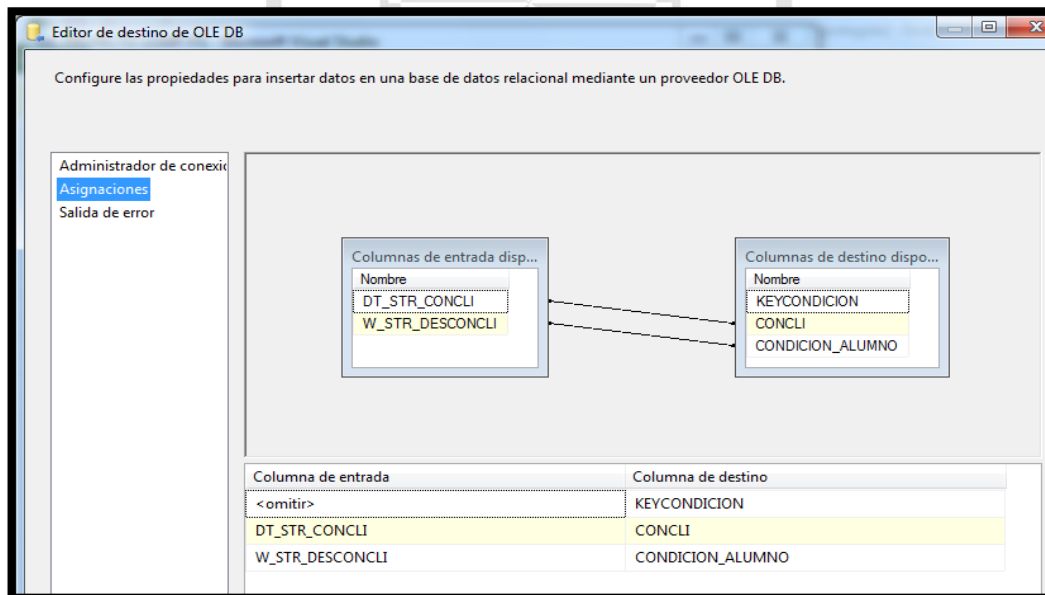 Editor de destino de OLE DB
Configure las propiedades para insertar datos en una base de datos relacional mediante un proveedor OLE DB.
Administrador de conexi
Asignaciones
Salida de error
Columnas de entrada disp...
Nombre
DT_STR_CONCLI
W_STR_DESCONCLI
Columnas de destino dispo...
Nombre
KEYCONDICION
CONCLI
CONDICION_ALUMNO
Columna de entrada Columna de destino
<omitir> KEYCONDICION
DT_STR_CONCLI CONCLI
W_STR_DESCONCLI CONDICION_ALUMNO